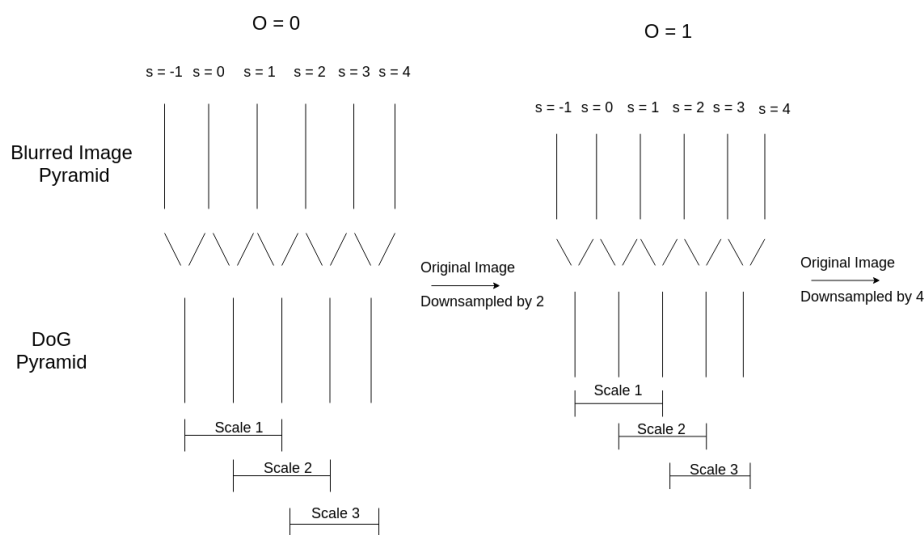 O = 0
O = 1
s = -1 s = 0 s = 1 s = 2 s = 3 s = 4
s = -1 s = 0 s = 1 s = 2 s = 3 s = 4
Blurred Image
Pyramid
Original Image
Downsampled by 2
Original Image
Downsampled by 4
DoG
Pyramid
Scale 1
Scale 2
Scale 3
Scale 1
Scale 2
Scale 3